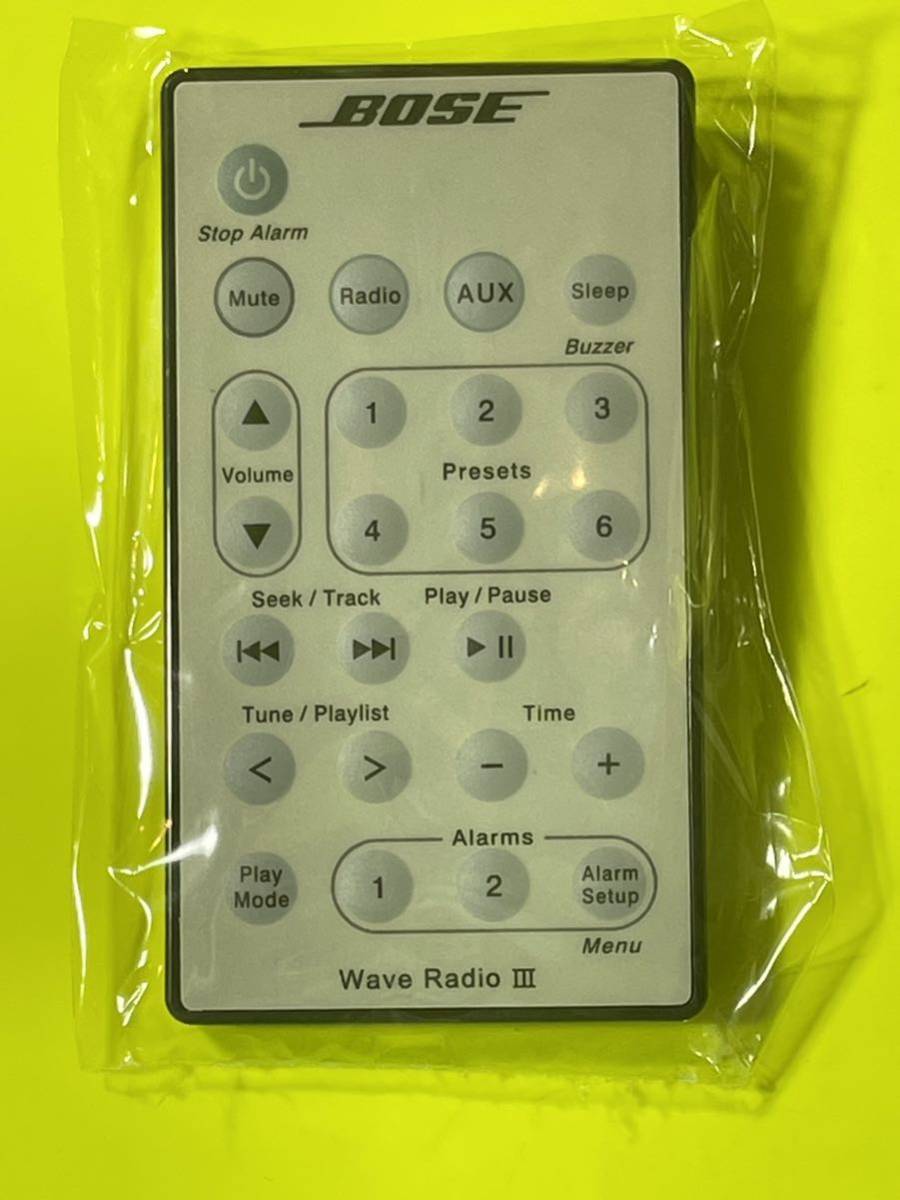 BOSE
Stop Alarm
Mute Radio AUX Sleep
Buzzer
1 2 3
Volume Presets
4 5 6
Seek / Track Play / Pause
Tune / Playlist Time
< > − +
Alarms
Play Mode 1 2 Alarm Setup
Menu
Wave Radio III